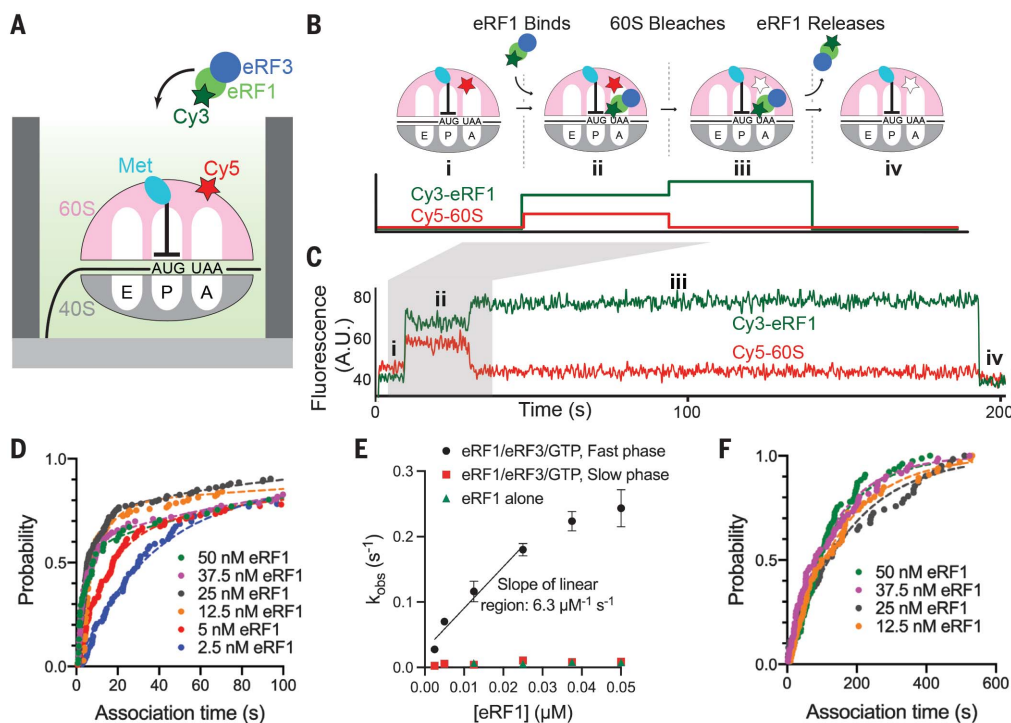 A
eRF3
eRF1
Cy3
Met
Cy5
60S
AUG UAA
E P A
40S
B
eRF1 Binds 60S Bleaches eRF1 Releases
AUG UAA AUG UAA AUG UAA AUG UAA
E P A E P A E P A E P A
i ii iii iv
Cy3-eRF1
Cy5-60S
C
Fluorescence
(A.U.)
80
60
40
i
ii
iii
iv
Cy3-eRF1
Cy5-60S
0 100 200
Time (s)
D
Probability
1.0
0.5
0.0
50 nM eRF1
37.5 nM eRF1
25 nM eRF1
12.5 nM eRF1
5 nM eRF1
2.5 nM eRF1
0 20 40 60 80 100
Association time (s)
E
eRF1/eRF3/GTP, Fast phase
eRF1/eRF3/GTP, Slow phase
eRF1 alone
kobs (s-1)
0.3
0.2
0.1
0.0
Slope of linear
region: 6.3 µM-1 s-1
0.00 0.01 0.02 0.03 0.04 0.05
[eRF1] (µM)
F
Probability
1.0
0.5
0.0
50 nM eRF1
37.5 nM eRF1
25 nM eRF1
12.5 nM eRF1
0 200 400 600
Association time (s)